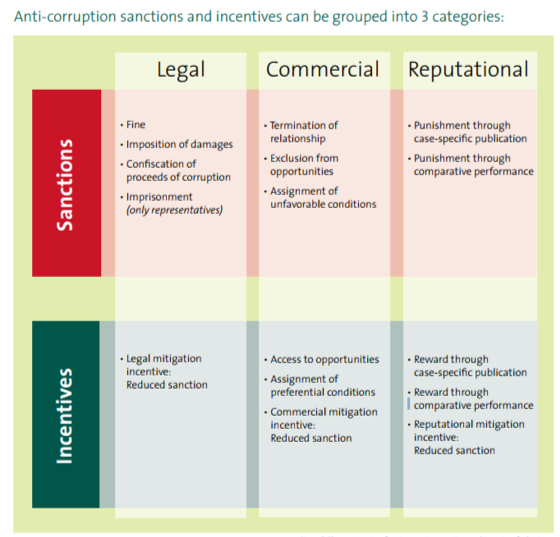 Anti-corruption sanctions and incentives can be grouped into 3 categories:
Legal
Commercial
Reputational
Sanctions
• Fine
• Imposition of damages
• Confiscation of
proceeds of corruption
• Imprisonment
(only representatives)
• Termination of
relationship
• Exclusion from
opportunities
• Assignment of
unfavorable conditions
• Punishment through
case-specific publication
• Punishment through
comparative performance
Incentives
• Legal mitigation
incentive:
Reduced sanction
• Access to opportunities
• Assignment of
preferential conditions
• Commercial mitigation
incentive:
Reduced sanction
• Reward through
case-specific publication
• Reward through
comparative performance
• Reputational mitigation
incentive:
Reduced sanction